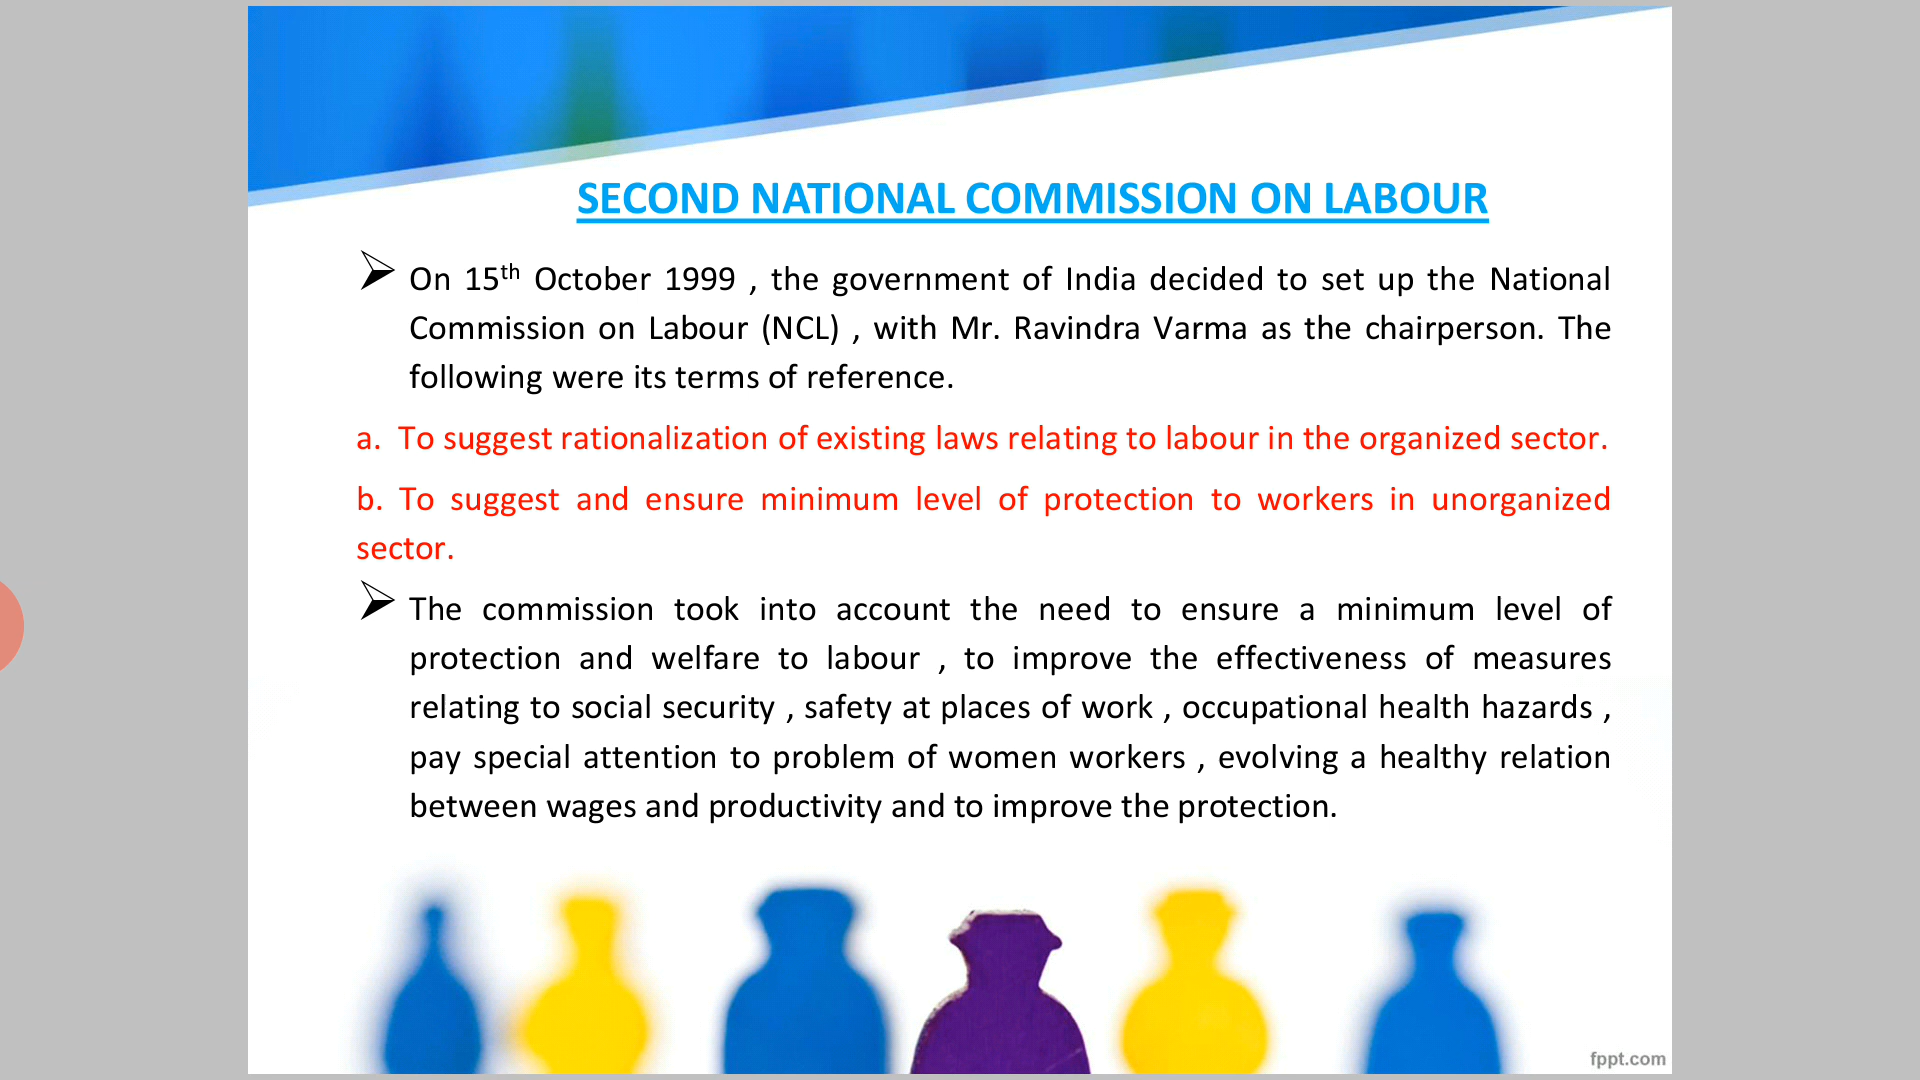 SECOND NATIONAL COMMISSION ON LABOUR
On 15th October 1999 , the government of India decided to set up the National
Commission on Labour (NCL) , with Mr. Ravindra Varma as the chairperson. The
following were its terms of reference.
a. To suggest rationalization of existing laws relating to labour in the organized sector.
b. To suggest and ensure minimum level of protection to workers in unorganized
sector.
The commission took into account the need to ensure a minimum level of
protection and welfare to labour , to improve the effectiveness of measures
relating to social security , safety at places of work , occupational health hazards ,
pay special attention to problem of women workers , evolving a healthy relation
between wages and productivity and to improve the protection.
fppt.com